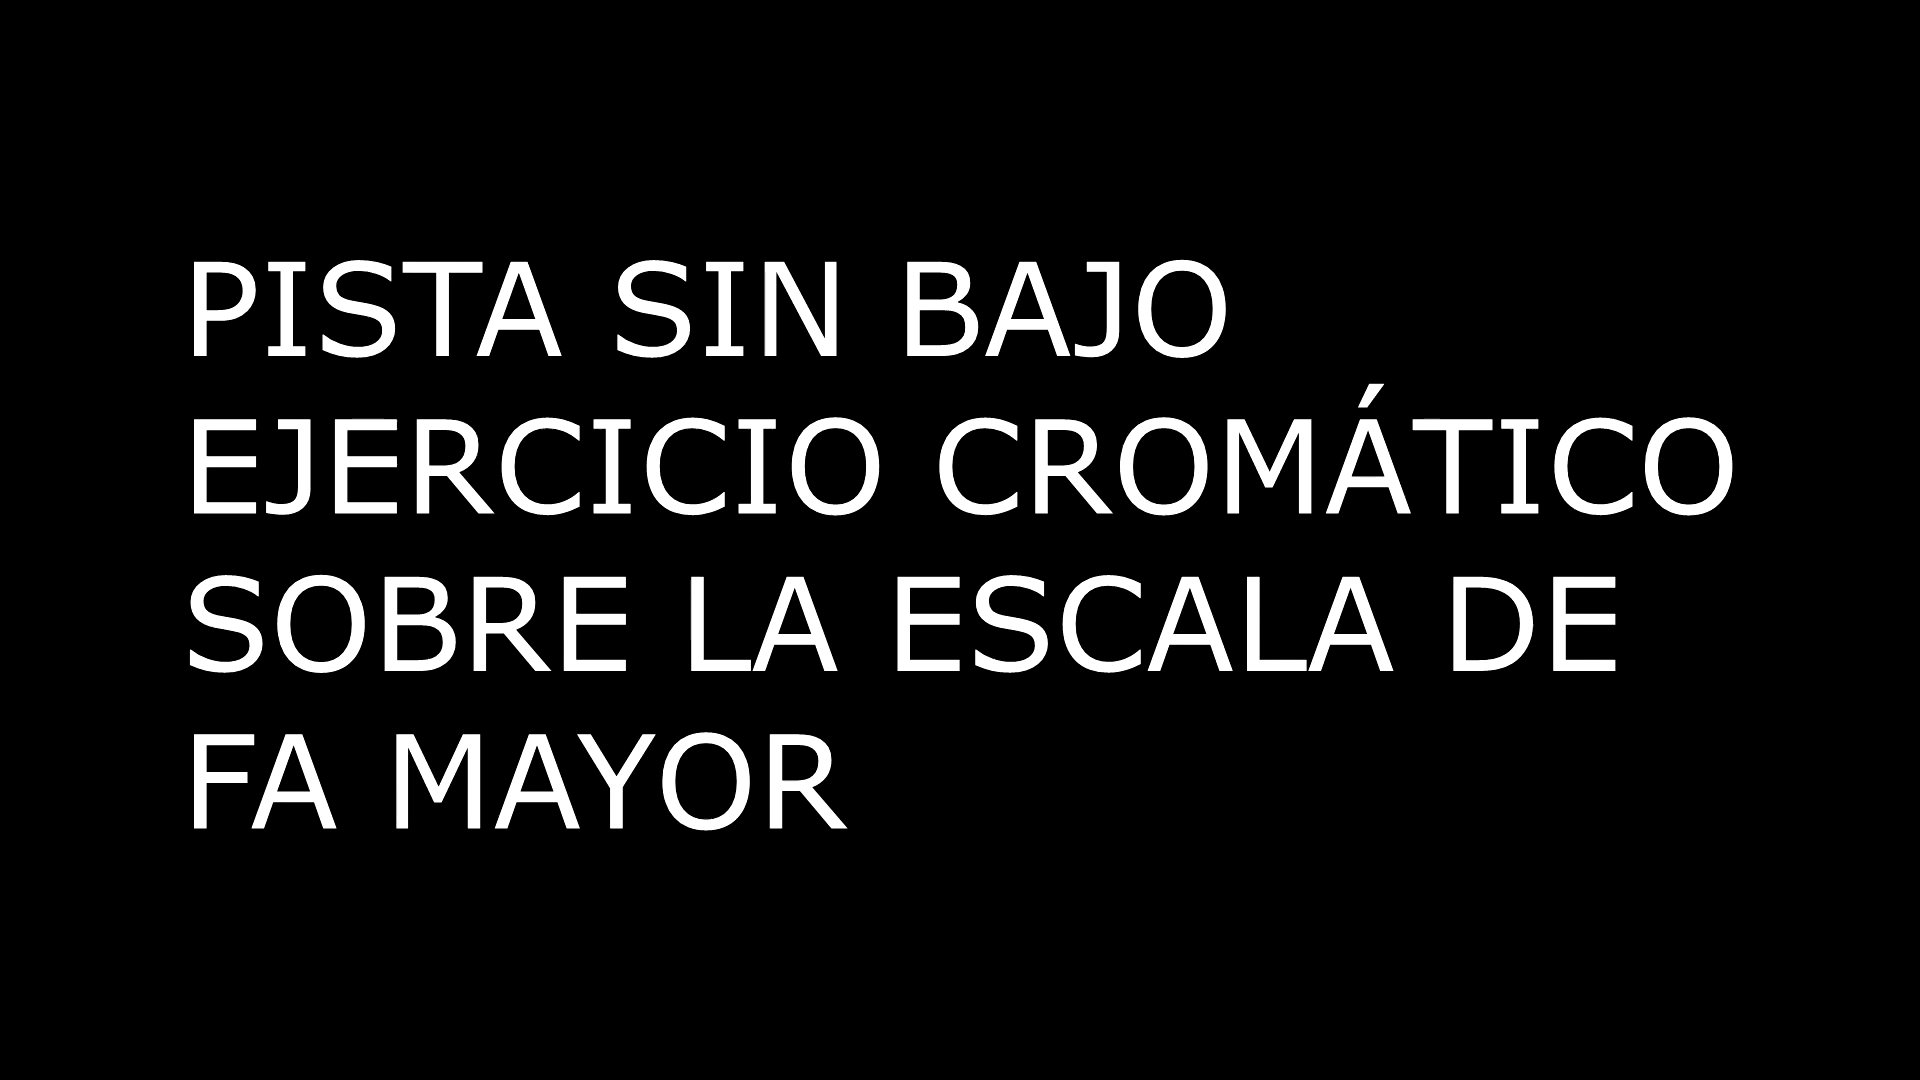 PISTA SIN BAJO
EJERCICIO CROMÁTICO
SOBRE LA ESCALA DE
FA MAYOR